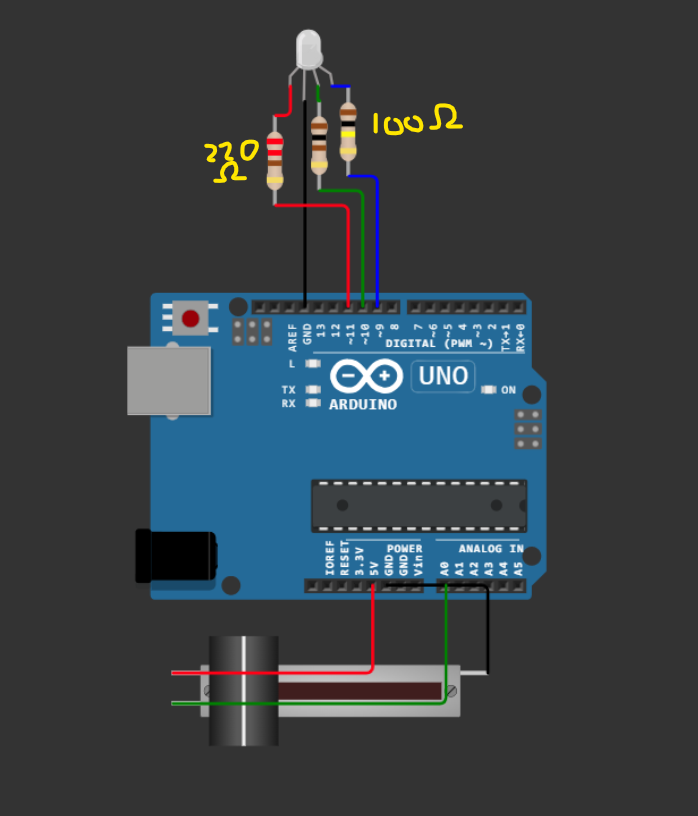 100Ω
220
Ω
AREF
GND
13
12
~11
~10
~9
8
7
~6
~5
4
~3
2
TX→1
RX←0
DIGITAL (PWM ~)
L
TX
RX
ARDUINO
UNO
ON
IOREF
RESET
3.3V
5V
GND
GND
Vin
POWER
ANALOG IN
A0
A1
A2
A3
A4
A5